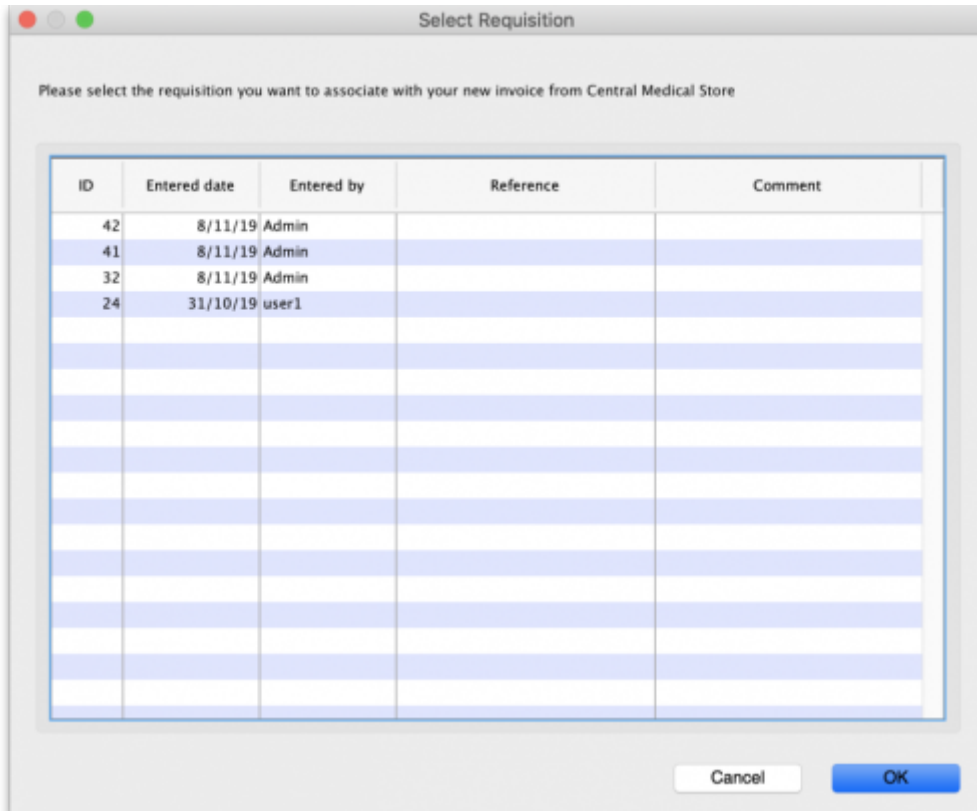 Select Requisition
Please select the requisition you want to associate with your new invoice from Central Medical Store
ID Entered date Entered by Reference Comment
42 8/11/19 Admin
41 8/11/19 Admin
32 8/11/19 Admin
24 31/10/19 user1
Cancel OK